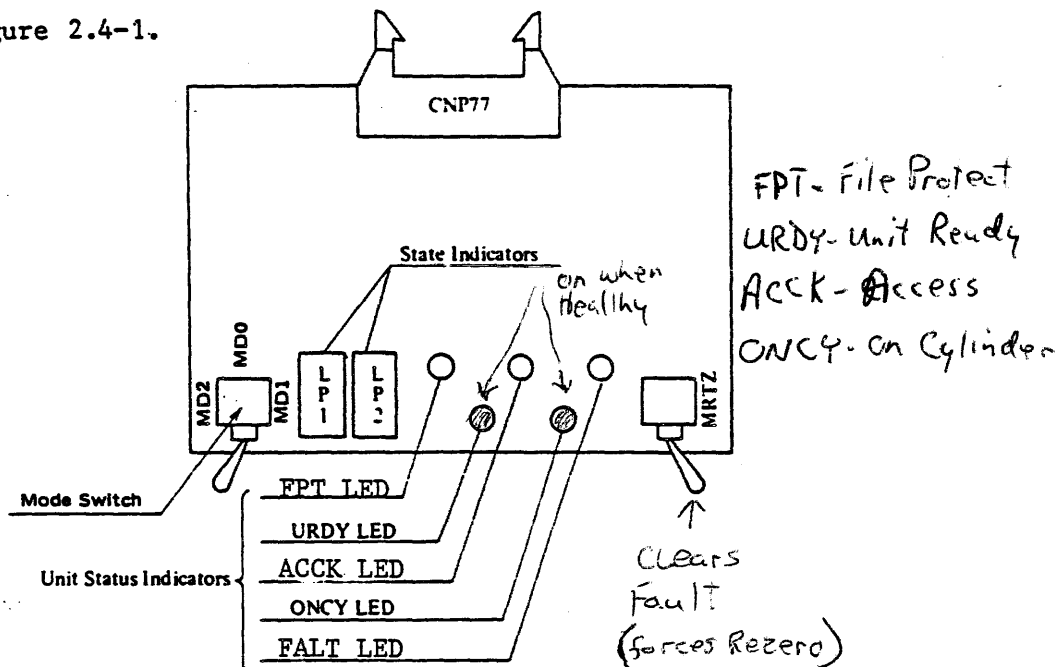 gure 2.4-1.
CNP77
FPT- File Protect
URDY- Unit Ready
ACCK- Access
ONCY- on Cylinder
State Indicators
on when
Healthy
MD2
MD0
MD1
LP1
LP2
MRTZ
Mode Switch
FPT LED
URDY LED
Unit Status Indicators
ACCK LED
ONCY LED
FALT LED
Clears
Fault
(forces Rezero)